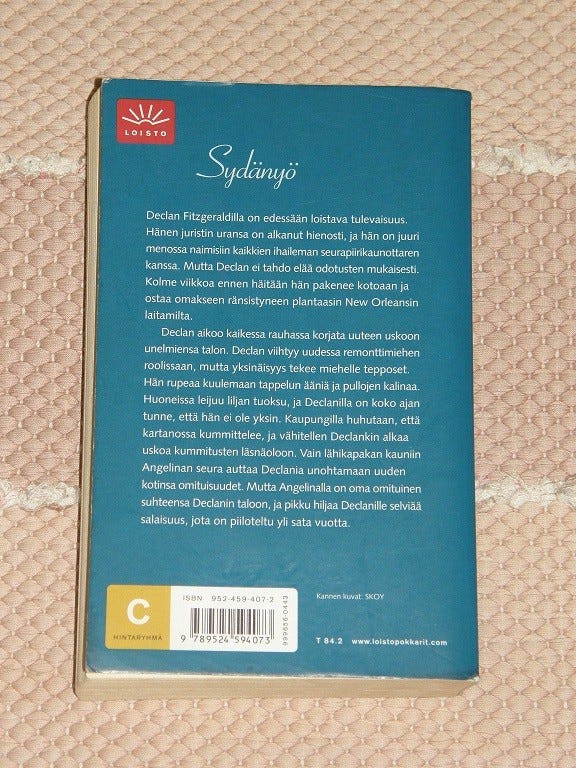 LOISTO
Sydänyö
Declan Fitzgeraldilla on edessään loistava tulevaisuus.
Hänen juristin uransa on alkanut hienosti, ja hän on juuri
menossa naimisiin kaikkien ihaileman seurapiirikaunottaren
kanssa. Mutta Declan ei tahdo elää odotusten mukaisesti.
Kolme viikkoa ennen häitään hän pakenee kotoaan ja
ostaa omakseen ränsistyneen plantaasin New Orleansin
laitamilta.
Declan aikoo kaikessa rauhassa korjata uuteen uskoon
unelmiensa talon. Declan viihtyy uudessa remonttimiehen
roolissaan, mutta yksinäisyys tekee miehelle tepposet.
Hän rupeaa kuulemaan tappelun ääniä ja pullojen kalinaa.
Huoneissa leijuu liljan tuoksu, ja Declanilla on koko ajan
tunne, että hän ei ole yksin. Kaupungilla huhutaan, että
kartanossa kummittelee, ja vähitellen Declankin alkaa
uskoa kummitusten läsnäoloon. Vain lähikapakan kauniin
Angelinan seura auttaa Declania unohtamaan uuden
kotinsa omituisuudet. Mutta Angelinalla on oma omituinen
suhteensa Declanin taloon, ja pikku hiljaa Declanille selviää
salaisuus, jota on piiloteltu yli sata vuotta.
C
HINTARYHMÄ
ISBN 952-459-407-2
9 789524 594073
999656-0443
Kannen kuvat: SKOY
T 84.2 www.loistopokkarit.com